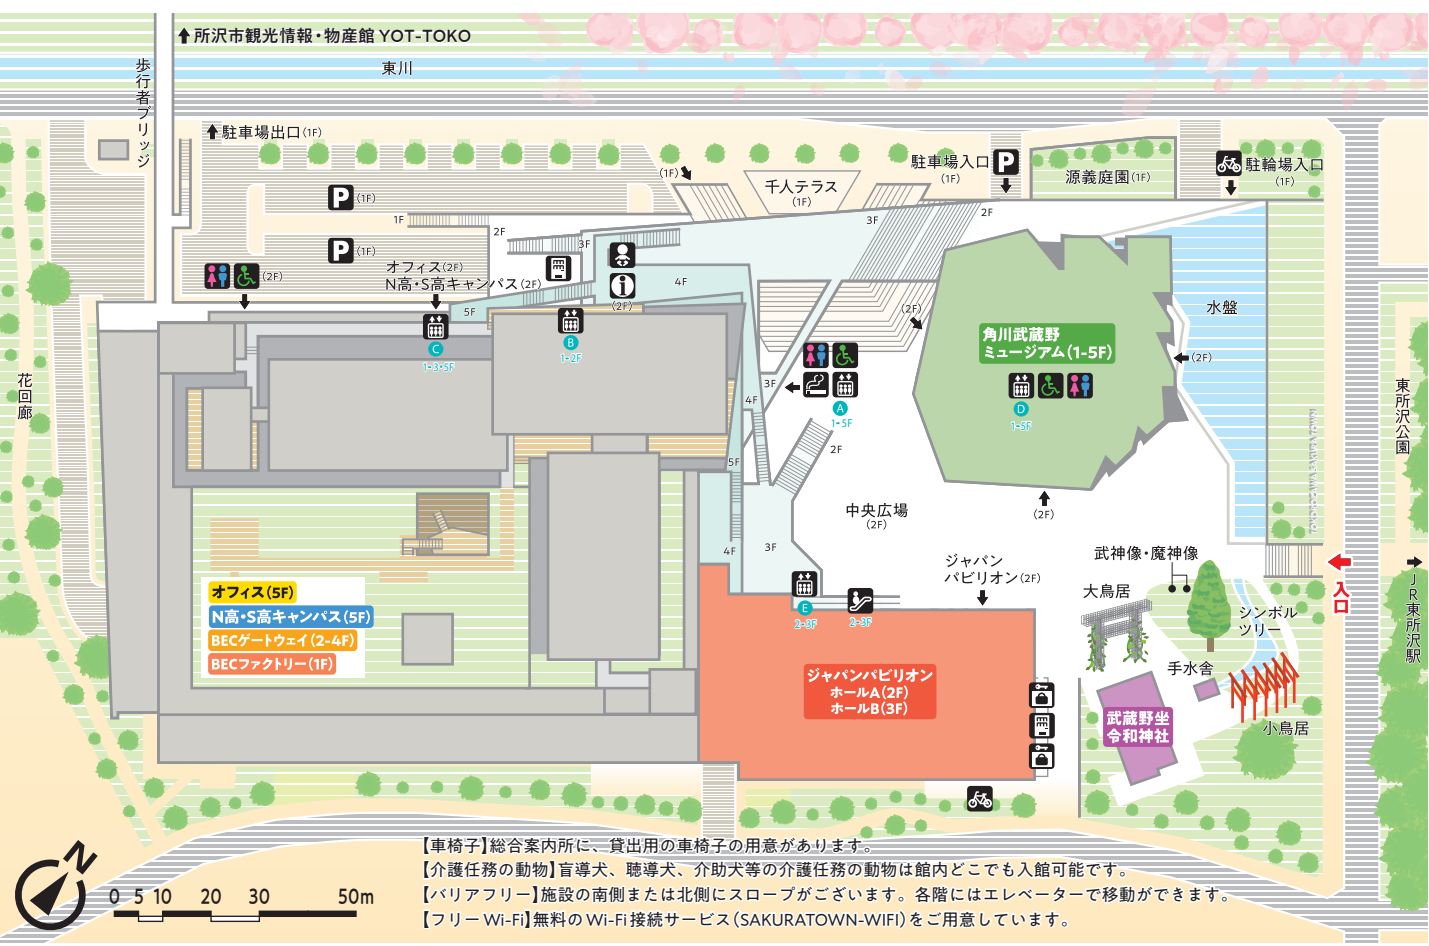 所沢市観光情報・物産館 YOT-TOKO
東川
歩行者ブリッジ
駐車場出口(1F)
P (1F)
P (1F)
1F
2F
3F
(1F)
千人テラス
(1F)
3F
2F
駐車場入口
(1F)
P
源義庭園(1F)
駐輪場入口
(1F)
オフィス(2F)
N高・S高キャンパス(2F)
(2F)
i
(2F)
4F
5F
C
1・3・5F
B
1-2F
(2F)
角川武蔵野
ミュージアム(1-5F)
D
1-5F
水盤
(2F)
3F
4F
A
1-5F
2F
5F
4F
3F
中央広場
(2F)
(2F)
花回廊
東所沢公園
ジャパン
パビリオン(2F)
武神像・魔神像
大鳥居
シンボル
ツリー
手水舎
小鳥居
入口
JR東所沢駅
E
2-3F
2-3F
オフィス(5F)
N高・S高キャンパス(5F)
BECゲートウェイ(2-4F)
BECファクトリー(1F)
ジャパンパビリオン
ホールA(2F)
ホールB(3F)
武蔵野坐
令和神社
【車椅子】総合案内所に、貸出用の車椅子の用意があります。
【介護任務の動物】盲導犬、聴導犬、介助犬等の介護任務の動物は館内どこでも入館可能です。
【バリアフリー】施設の南側または北側にスロープがございます。各階にはエレベーターで移動ができます。
【フリーWi-Fi】無料のWi-Fi接続サービス(SAKURATOWN-WIFI)をご用意しています。
N
0 5 10 20 30 50m